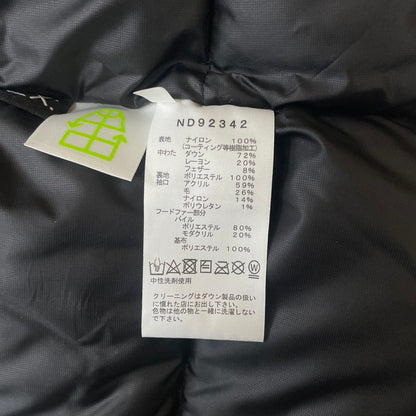 ND92342
表地 ナイロン 100%
(コーティング等樹脂加工)
中わた ダウン 72%
レーヨン 20%
フェザー 8%
裏地 ポリエステル 100%
袖口 アクリル 59%
毛 26%
ナイロン 14%
ポリウレタン 1%
フードファー部分
パイル
ポリエステル 80%
モダクリル 20%
基布
ポリエステル 100%
中性洗剤使用
クリーニングはダウン製品の扱い
に慣れた店にお出し下さい。
色物は他の物と一緒に洗濯しない
で下さい。